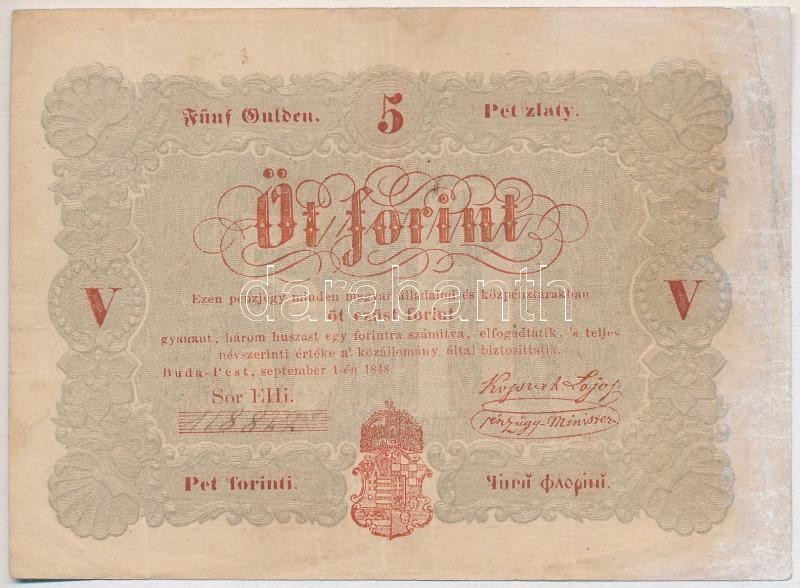 Fünf Gulden. 5 Pet zlaty.
Öt forint
darabanth
Ezen pénzjegy minden magyar álladalmi és közpénztárakban
öt ezüst forint
gyanánt, három huszast egy forintra számitva, elfogadtatik, 's teljes
névszerinti értéke a' közállomány által biztosittatik.
V V
Buda-Pest, september 1-én 1848.
Sor EHi.
Kossuth Lajos
pénzügy-Minister
Pet forinti. Чинч флорінӣ.